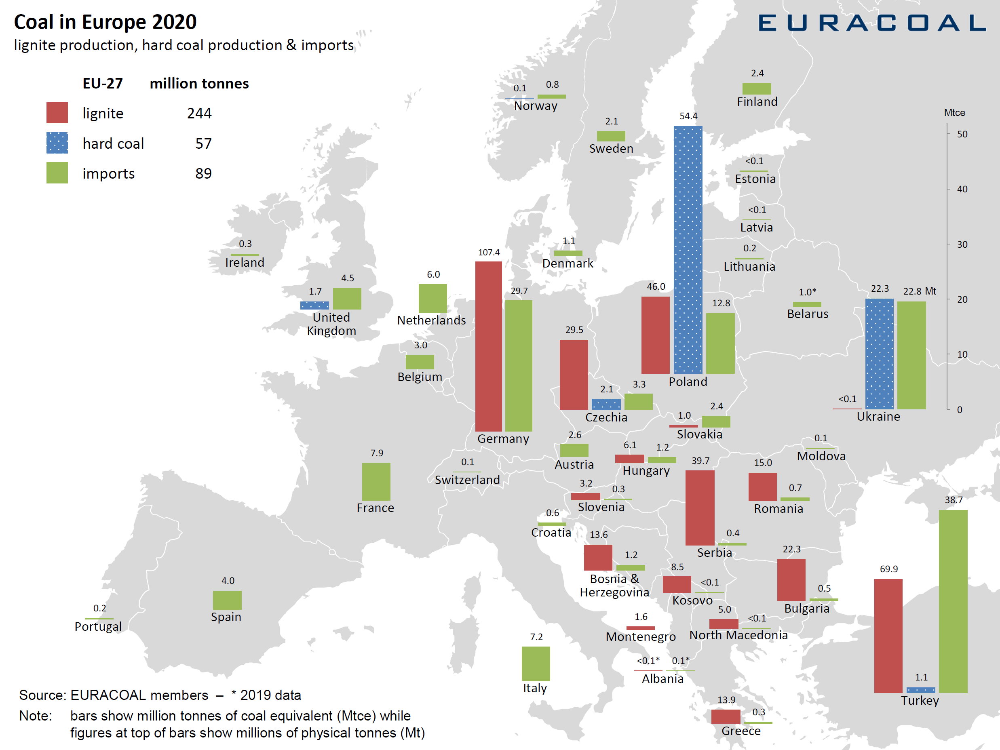 Coal in Europe 2020
EURACOAL
lignite production, hard coal production & imports
EU-27 million tonnes
lignite 244
hard coal 57
imports 89
0.1 0.8
Norway
2.4
Finland
2.1
Sweden
<0.1
Estonia
<0.1
Latvia
0.2
Lithuania
1.0*
Belarus
0.3
Ireland
1.7 4.5
United
Kingdom
6.0
Netherlands
3.0
Belgium
1.1
Denmark
107.4 29.7
Germany
29.5 2.1 3.3
Czechia
46.0 54.4 12.8
Poland
<0.1 22.3 22.8 Mt
Ukraine
Mtce
50
40
30
20
10
0
1.0 2.4
Slovakia
2.6
Austria
6.1 1.2
Hungary
0.1
Moldova
7.9
France
0.1
Switzerland
3.2 0.3
Slovenia
0.6
Croatia
39.7 0.4
Serbia
15.0 0.7
Romania
13.6 1.2
Bosnia &
Herzegovina
8.5 <0.1
Kosovo
22.3 0.5
Bulgaria
69.9 1.1 38.7
Turkey
4.0
Spain
0.2
Portugal
1.6
Montenegro
5.0 <0.1
North Macedonia
7.2
Italy
<0.1* 0.1*
Albania
13.9 0.3
Greece
Source: EURACOAL members – * 2019 data
Note: bars show million tonnes of coal equivalent (Mtce) while
figures at top of bars show millions of physical tonnes (Mt)